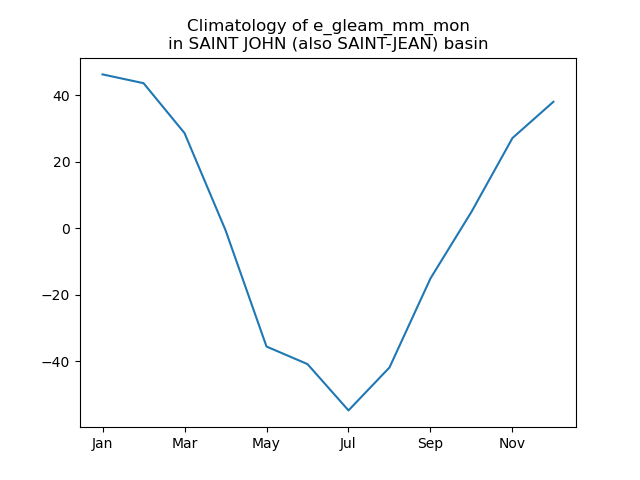 Climatology of e_gleam_mm_mon
in SAINT JOHN (also SAINT-JEAN) basin
40
20
0
−20
−40
Jan Mar May Jul Sep Nov